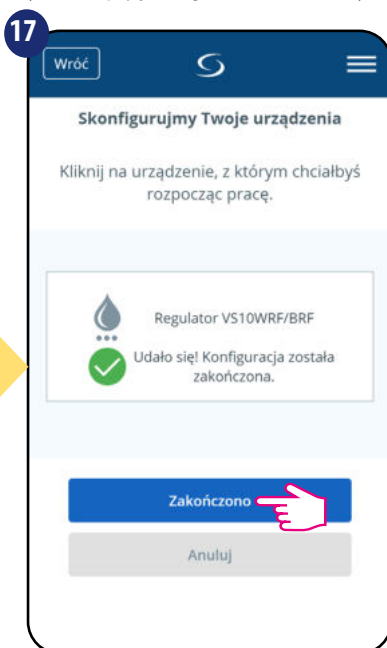 17
Wróć
Skonfigurujmy Twoje urządzenia
Kliknij na urządzenie, z którym chciałbyś
rozpocząc pracę.
Regulator VS10WRF/BRF
Udało się! Konfiguracja została
zakończona.
Zakończono
Anuluj